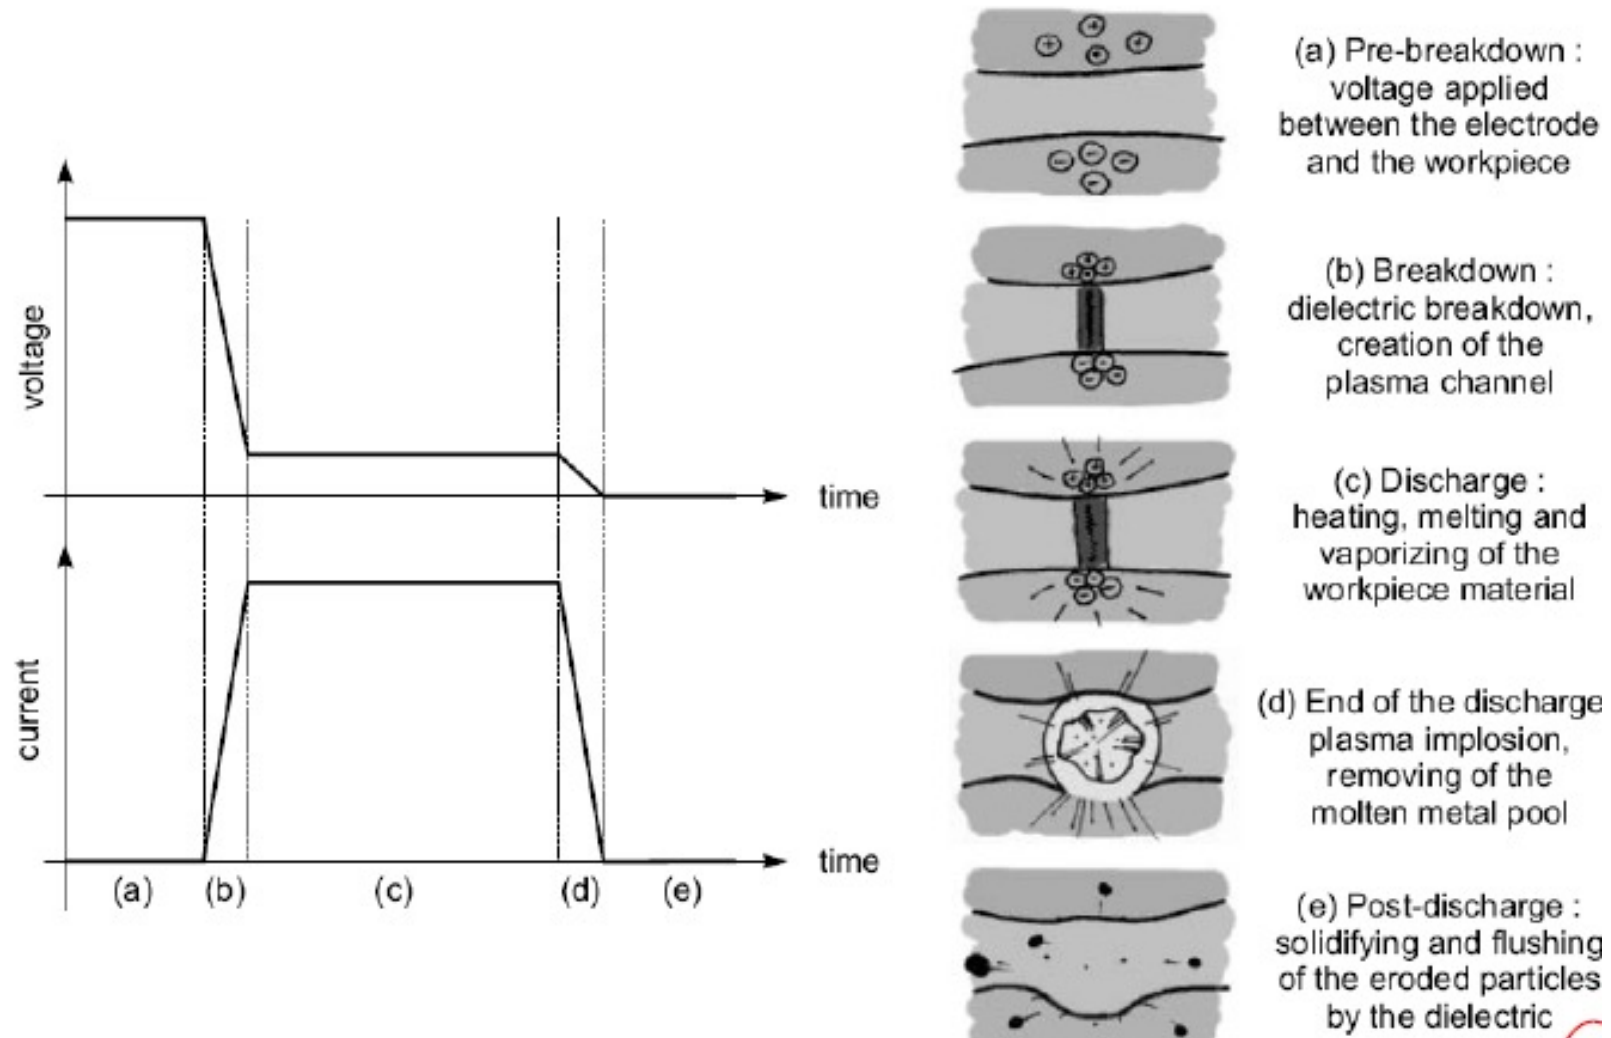 voltage
time
current
time
(a)
(b)
(c)
(d)
(e)
(a) Pre-breakdown :
voltage applied
between the electrode
and the workpiece
(b) Breakdown :
dielectric breakdown,
creation of the
plasma channel
(c) Discharge :
heating, melting and
vaporizing of the
workpiece material
(d) End of the discharge
plasma implosion,
removing of the
molten metal pool
(e) Post-discharge :
solidifying and flushing
of the eroded particles
by the dielectric